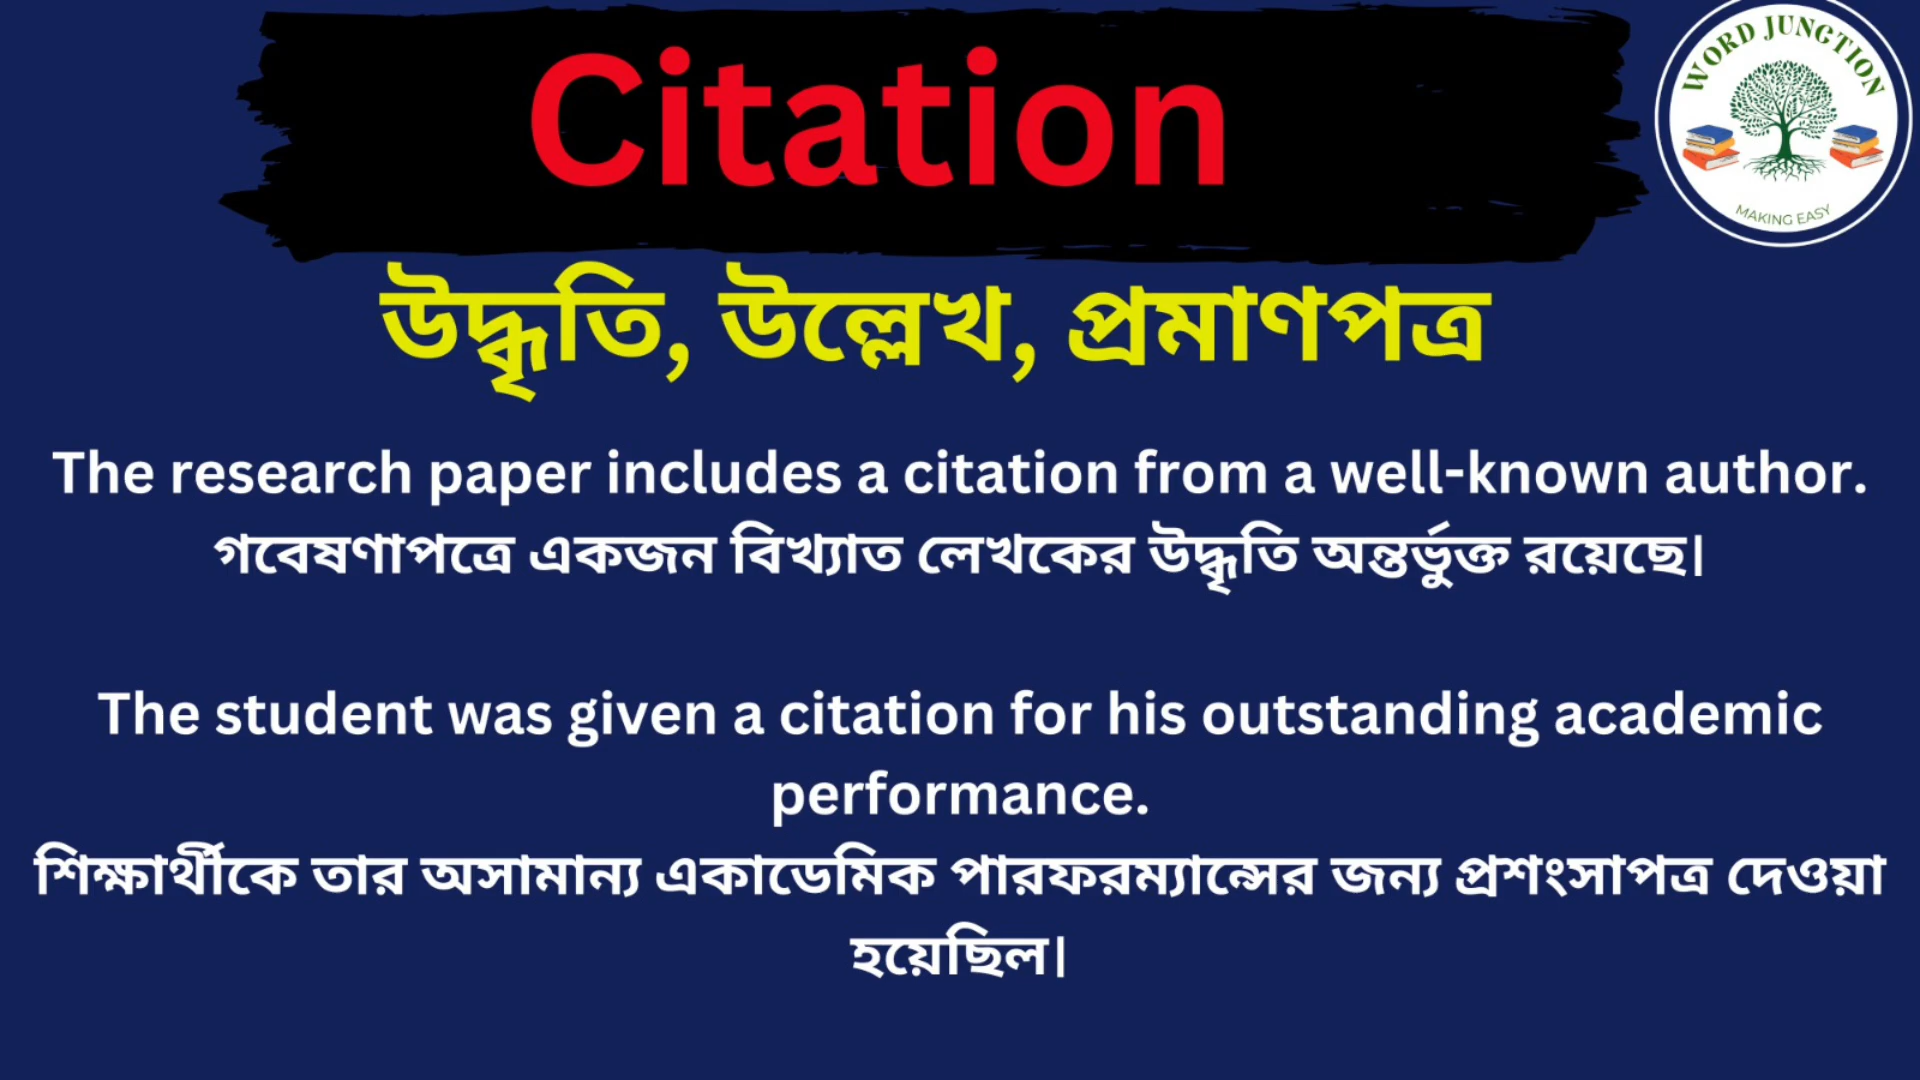 Citation
WORD JUNCTION
MAKING EASY
উদ্ধৃতি, উল্লেখ, প্রমাণপত্র
The research paper includes a citation from a well-known author.
গবেষণাপত্রে একজন বিখ্যাত লেখকের উদ্ধৃতি অন্তর্ভুক্ত রয়েছে।
The student was given a citation for his outstanding academic
performance.
শিক্ষার্থীকে তার অসামান্য একাডেমিক পারফরম্যান্সের জন্য প্রশংসাপত্র দেওয়া
হয়েছিল।